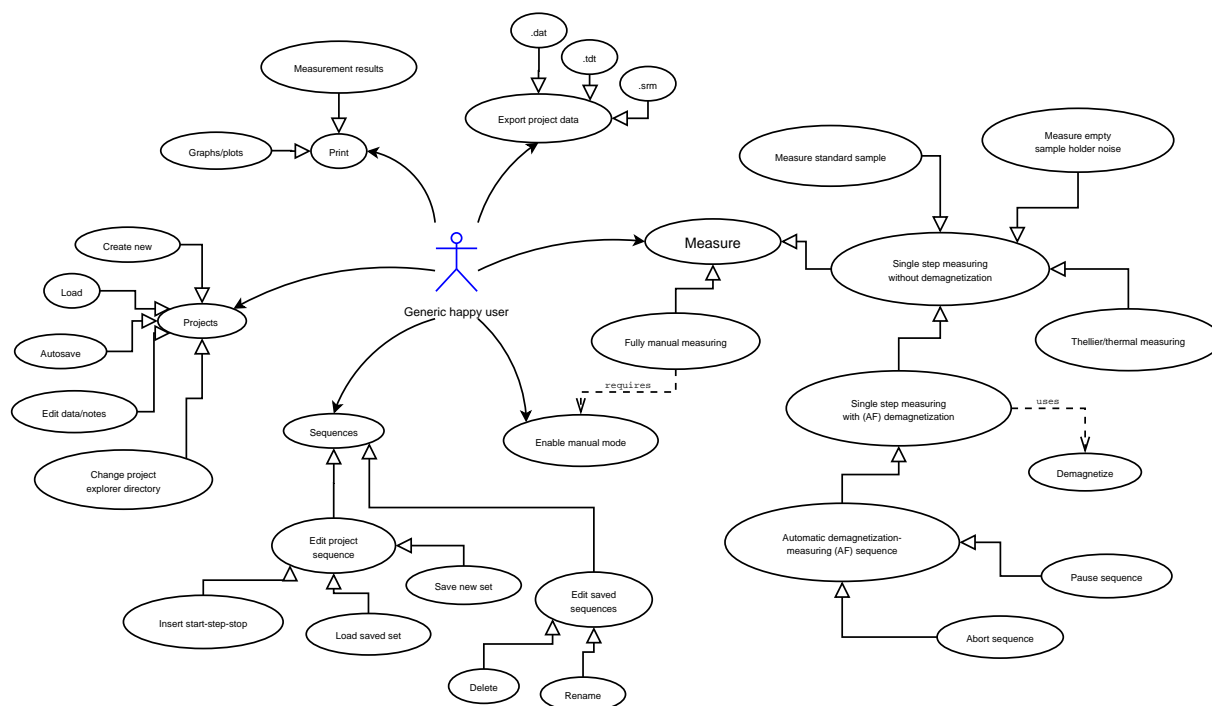 .dat
.tdt
Measurement results
.srm
Export project data
Measure empty
sample holder noise
Graphs/plots
Print
Measure standard sample
Create new
Measure
Single step measuring
without demagnetization
Load
Generic happy user
Projects
Autosave
Fully manual measuring
Thellier/thermal measuring
requires
uses
Edit data/notes
Single step measuring
with (AF) demagnetization
Sequences
Enable manual mode
Change project
explorer directory
Demagnetize
Edit project
sequence
Automatic demagnetization-
measuring (AF) sequence
Save new set
Pause sequence
Edit saved
sequences
Insert start-step-stop
Load saved set
Abort sequence
Delete
Rename